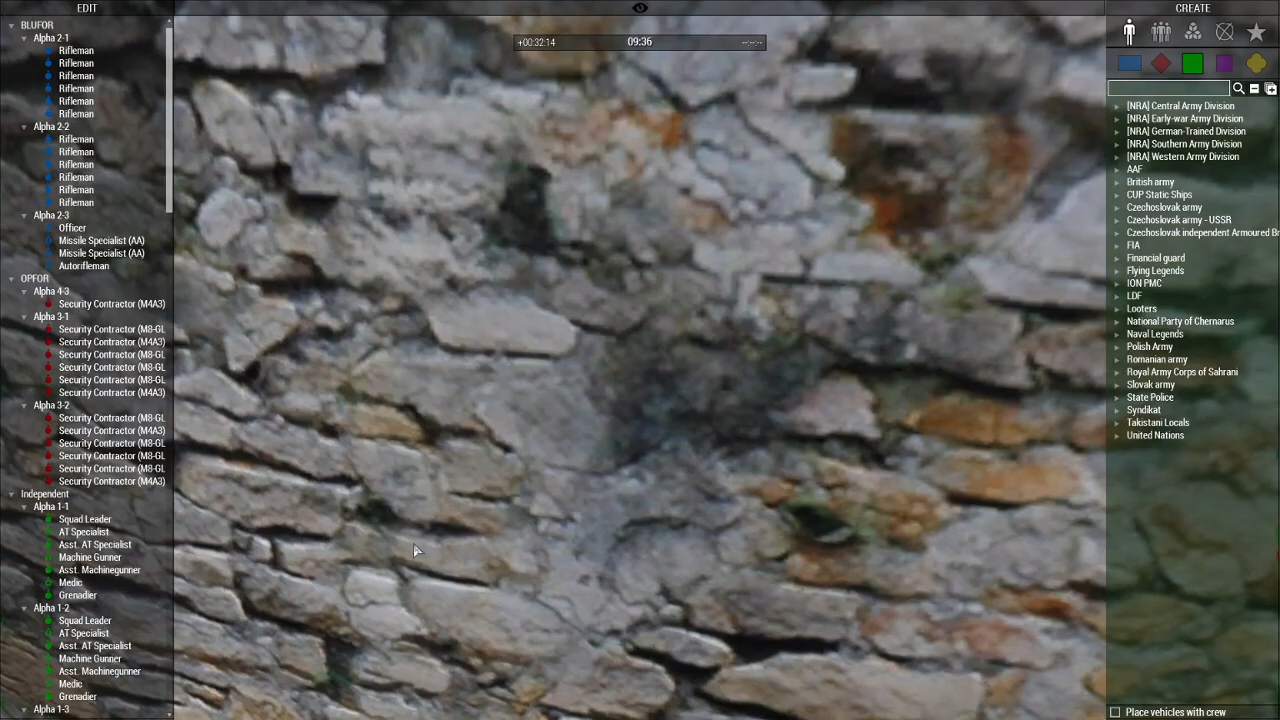 EDIT
BLUFOR
Alpha 2-1
Rifleman
Rifleman
Rifleman
Rifleman
Rifleman
Rifleman
Alpha 2-2
Rifleman
Rifleman
Rifleman
Rifleman
Rifleman
Rifleman
Alpha 2-3
Officer
Missile Specialist (AA)
Missile Specialist (AA)
Autorifleman
OPFOR
Alpha 4-3
Security Contractor (M4A3)
Alpha 3-1
Security Contractor (M8-GL
Security Contractor (M4A3)
Security Contractor (M8-GL
Security Contractor (M8-GL
Security Contractor (M8-GL
Security Contractor (M4A3)
Alpha 3-2
Security Contractor (M8-GL
Security Contractor (M4A3)
Security Contractor (M8-GL
Security Contractor (M8-GL
Security Contractor (M8-GL
Security Contractor (M4A3)
Independent
Alpha 1-1
Squad Leader
AT Specialist
Asst. AT Specialist
Machine Gunner
Asst. Machinegunner
Medic
Grenadier
Alpha 1-2
Squad Leader
AT Specialist
Asst. AT Specialist
Machine Gunner
Asst. Machinegunner
Medic
Grenadier
Alpha 1-3
+00:32:14 09:36 --:--:--
CREATE
[NRA] Central Army Division
[NRA] Early-war Army Division
[NRA] German-Trained Division
[NRA] Southern Army Division
[NRA] Western Army Division
AAF
British army
CUP Static Ships
Czechoslovak army
Czechoslovak army - USSR
Czechoslovak independent Armoured Br
FIA
Financial guard
Flying Legends
ION PMC
LDF
Looters
National Party of Chernarus
Naval Legends
Polish Army
Romanian army
Royal Army Corps of Sahrani
Slovak army
State Police
Syndikat
Takistani Locals
United Nations
Place vehicles with crew